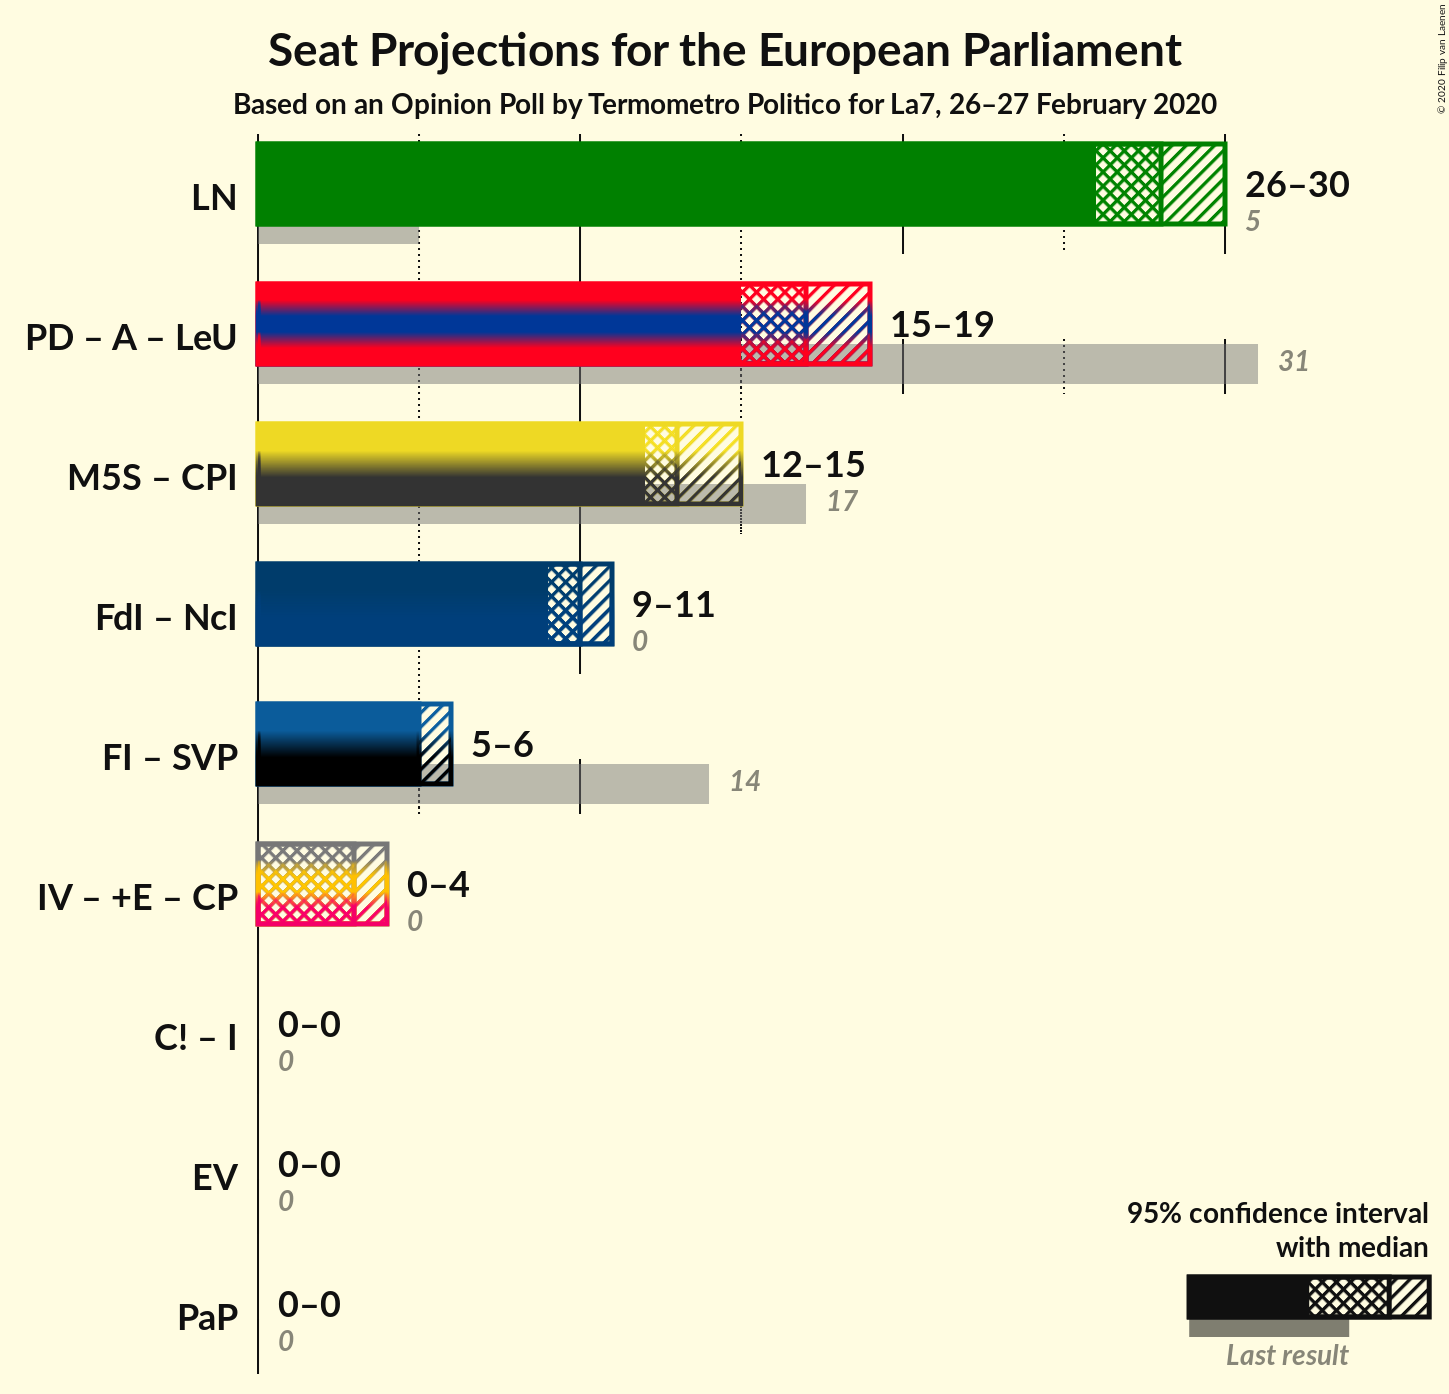 Seat Projections for the European Parliament
Based on an Opinion Poll by Termometro Politico for La7, 26–27 February 2020
© 2020 Filip van Laenen
LN
26–30
5
PD – A – LeU
15–19
31
M5S – CPI
12–15
17
FdI – NcI
9–11
0
FI – SVP
5–6
14
IV – +E – CP
0–4
0
C! – I
0–0
0
EV
0–0
0
PaP
0–0
0
95% confidence interval
with median
Last result